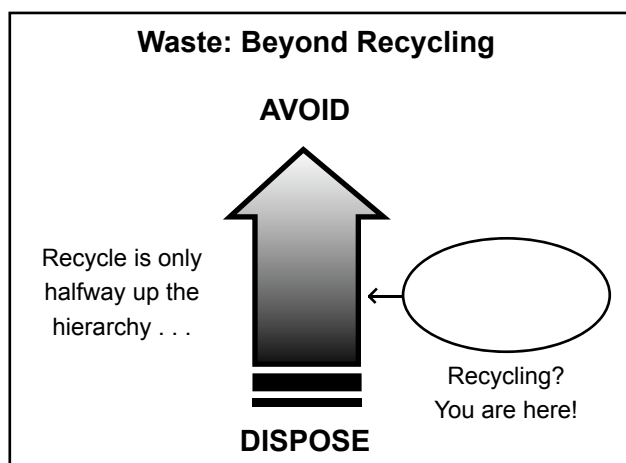 Waste: Beyond Recycling
AVOID
Recycle is only
halfway up the
hierarchy . . .
Recycling?
You are here!
DISPOSE